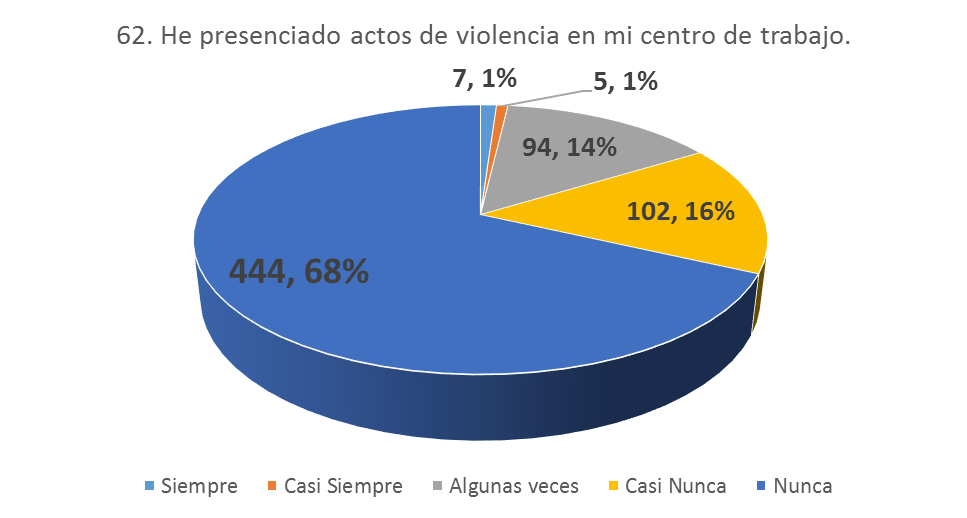 62. He presenciado actos de violencia en mi centro de trabajo.
7, 1%
5, 1%
94, 14%
102, 16%
444, 68%
Siempre Casi Siempre Algunas veces Casi Nunca Nunca